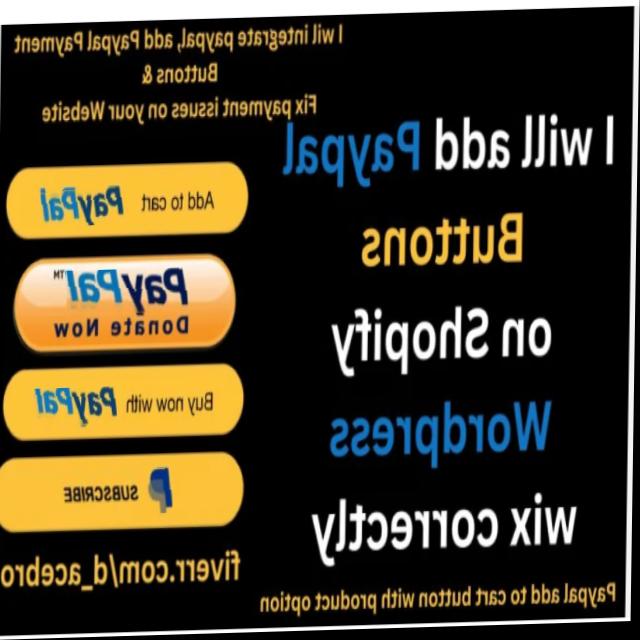 I wil integrate paypal, add Paypal Payment
Buttons &
Fix payment issues on your Website
I will add Paypal
Buttons
on Shopify
Wordpress
wix correctly
Add to cart PayPal
PayPal™
Donate Now
Buy now with PayPal
SUBSCRIBE
fiverr.com/d_acebro
Paypal add to cart button with product option